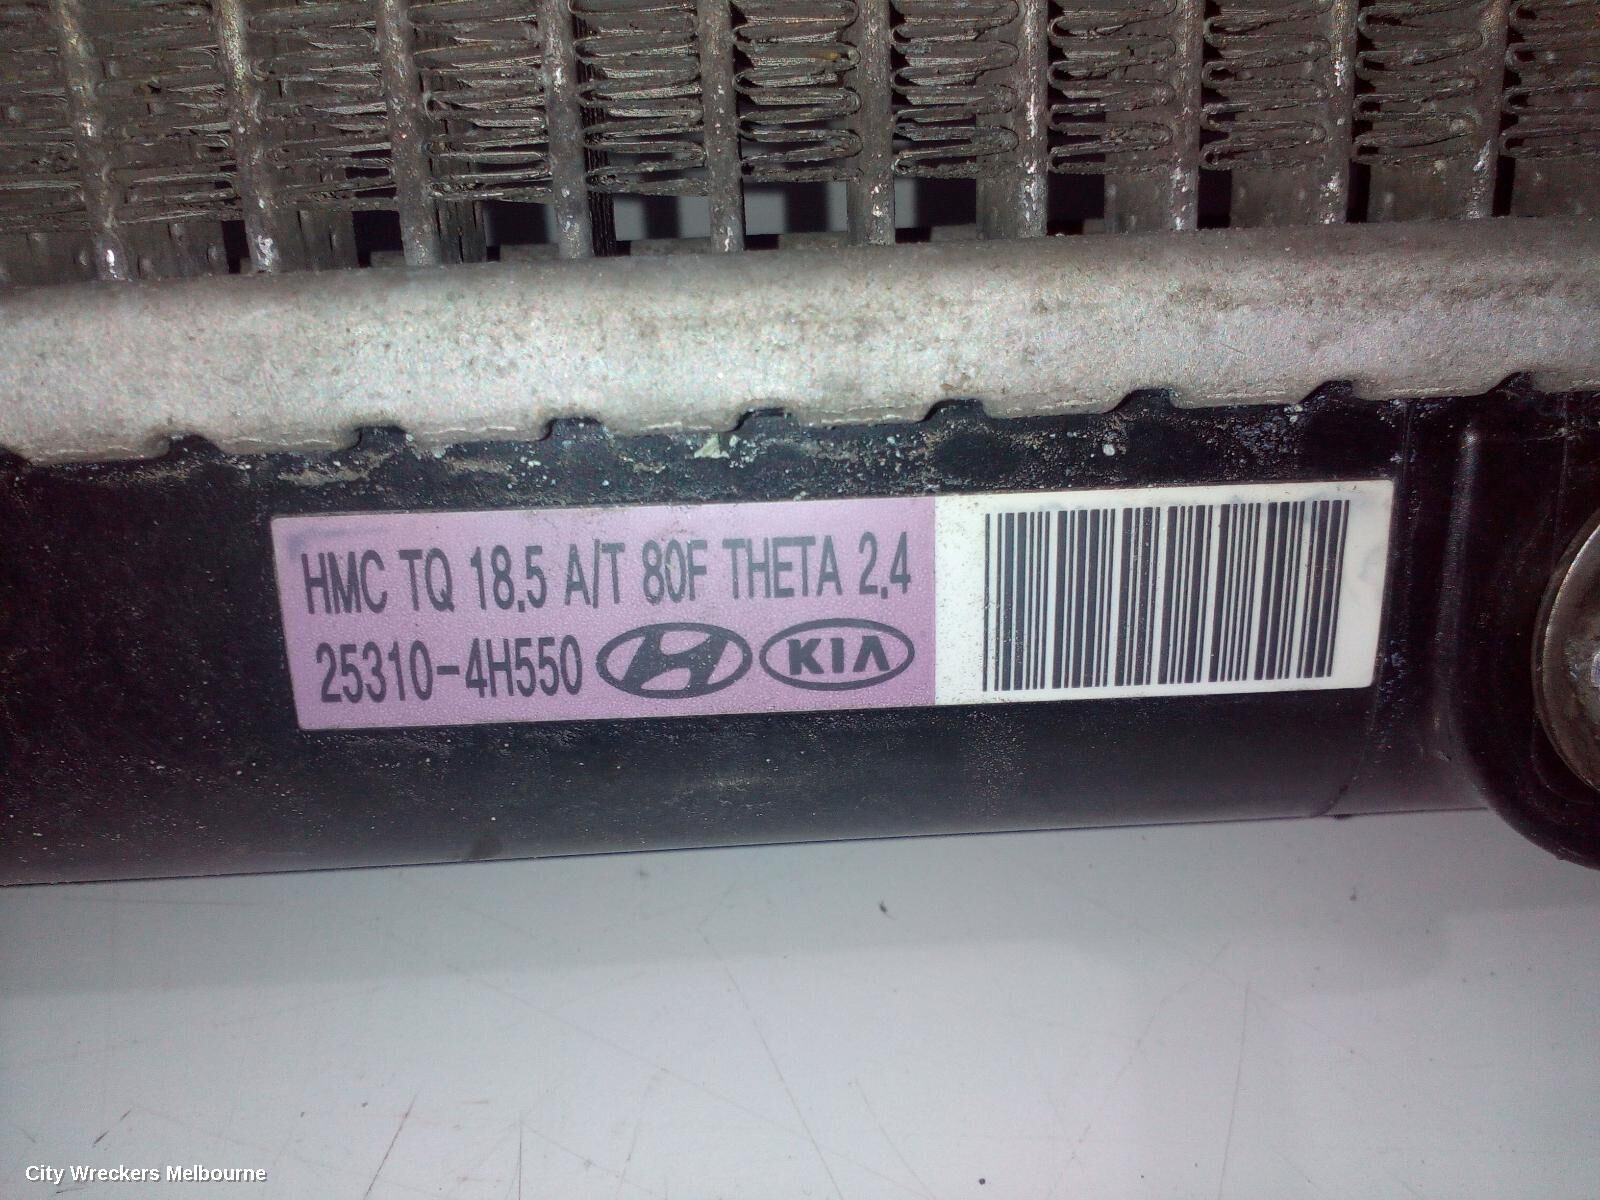 HMC TQ 18.5 A/T 80F THETA 2.4
25310-4H550 KIA
City Wreckers Melbourne